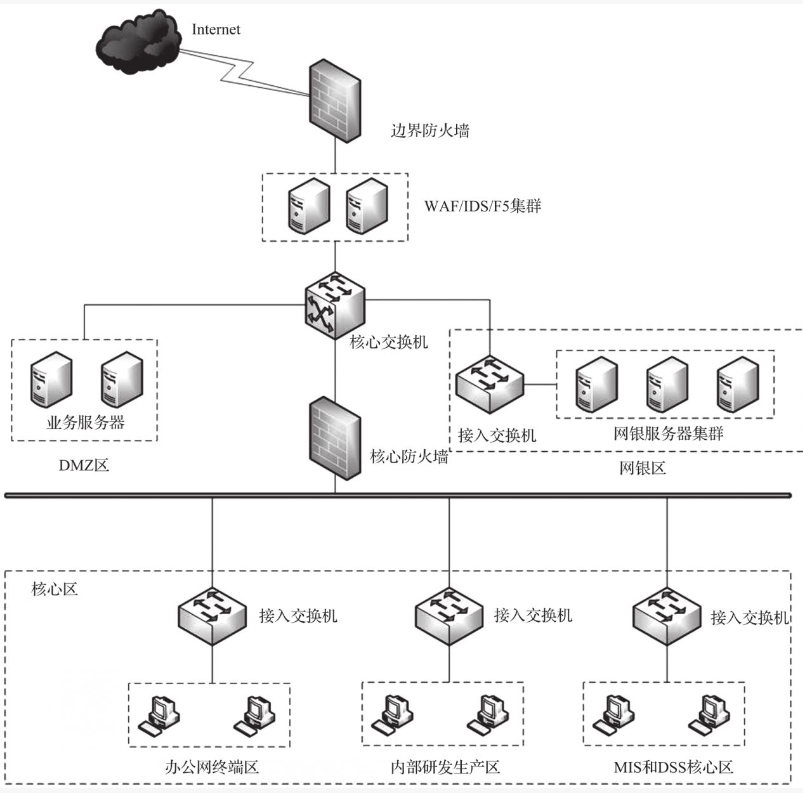 Internet
边界防火墙
WAF/IDS/F5集群
核心交换机
业务服务器
接入交换机
网银服务器集群
DMZ区
核心防火墙
网银区
核心区
接入交换机
接入交换机
接入交换机
办公网终端区
内部研发生产区
MIS和DSS核心区